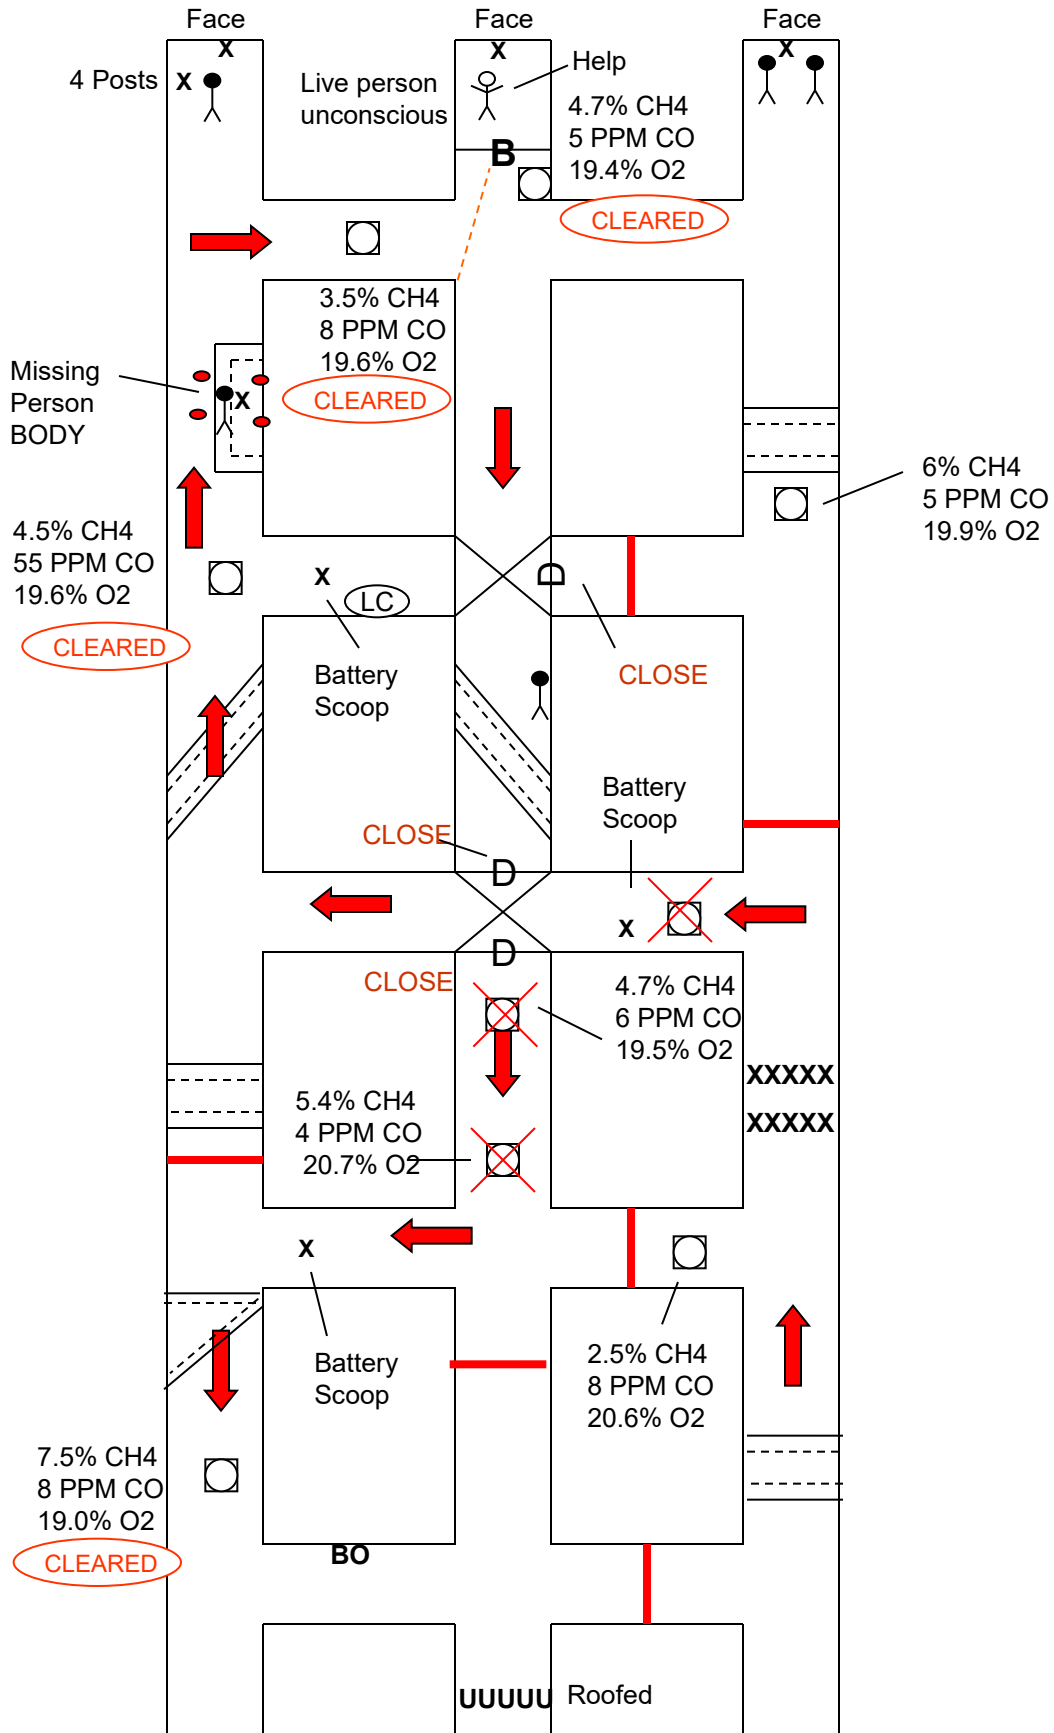 Face
Face
Face
X
X
X
4 Posts
X
Live person
unconscious
Help
4.7% CH4
5 PPM CO
19.4% O2
B
CLEARED
3.5% CH4
8 PPM CO
19.6% O2
CLEARED
Missing
Person
BODY
X
6% CH4
5 PPM CO
19.9% O2
4.5% CH4
55 PPM CO
19.6% O2
CLEARED
X
LC
D
Battery
Scoop
CLOSE
Battery
Scoop
CLOSE
D
X
D
CLOSE
4.7% CH4
6 PPM CO
19.5% O2
XXXXX
XXXXX
5.4% CH4
4 PPM CO
20.7% O2
X
Battery
Scoop
2.5% CH4
8 PPM CO
20.6% O2
7.5% CH4
8 PPM CO
19.0% O2
CLEARED
BO
UUUUU
Roofed